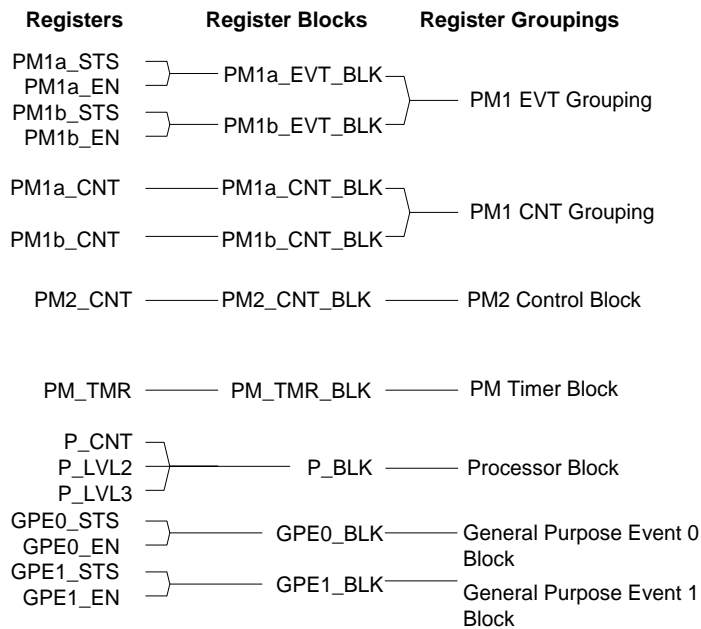 Registers Register Blocks Register Groupings
PM1a_STS
PM1a_EN
PM1a_EVT_BLK
PM1b_STS
PM1b_EN
PM1b_EVT_BLK
PM1 EVT Grouping
PM1a_CNT PM1a_CNT_BLK
PM1b_CNT PM1b_CNT_BLK
PM1 CNT Grouping
PM2_CNT PM2_CNT_BLK PM2 Control Block
PM_TMR PM_TMR_BLK PM Timer Block
P_CNT
P_LVL2 P_BLK Processor Block
P_LVL3
GPE0_STS
GPE0_EN
GPE0_BLK
General Purpose Event 0
Block
GPE1_STS
GPE1_EN
GPE1_BLK
General Purpose Event 1
Block